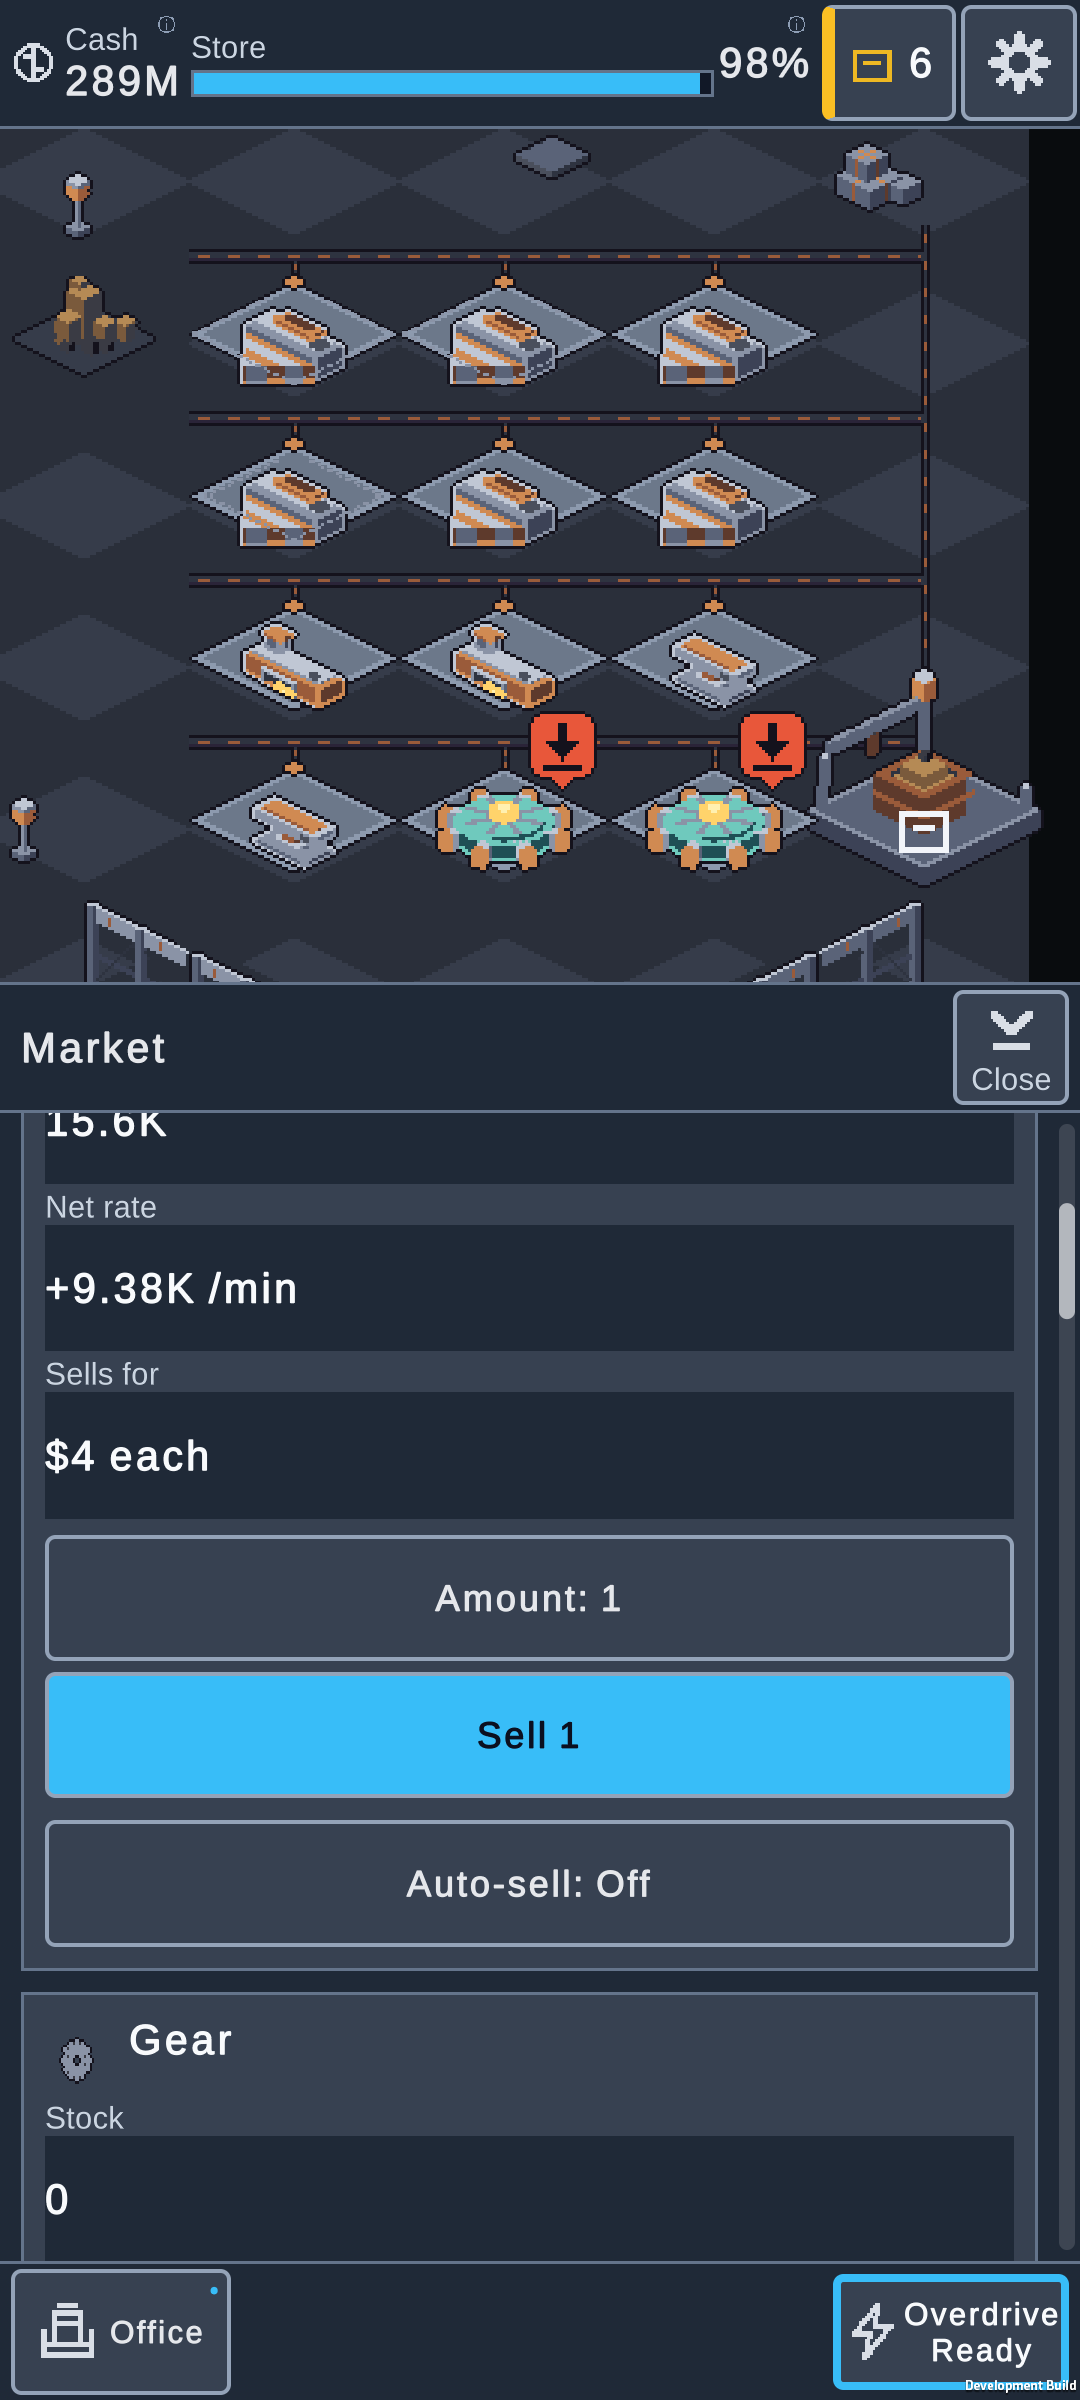 Cash
289M
Store
98%
6
Market
Close
15.6K
Net rate
+9.38K /min
Sells for
$4 each
Amount: 1
Sell 1
Auto-sell: Off
Gear
Stock
0
Office
Overdrive
Ready
Development Build